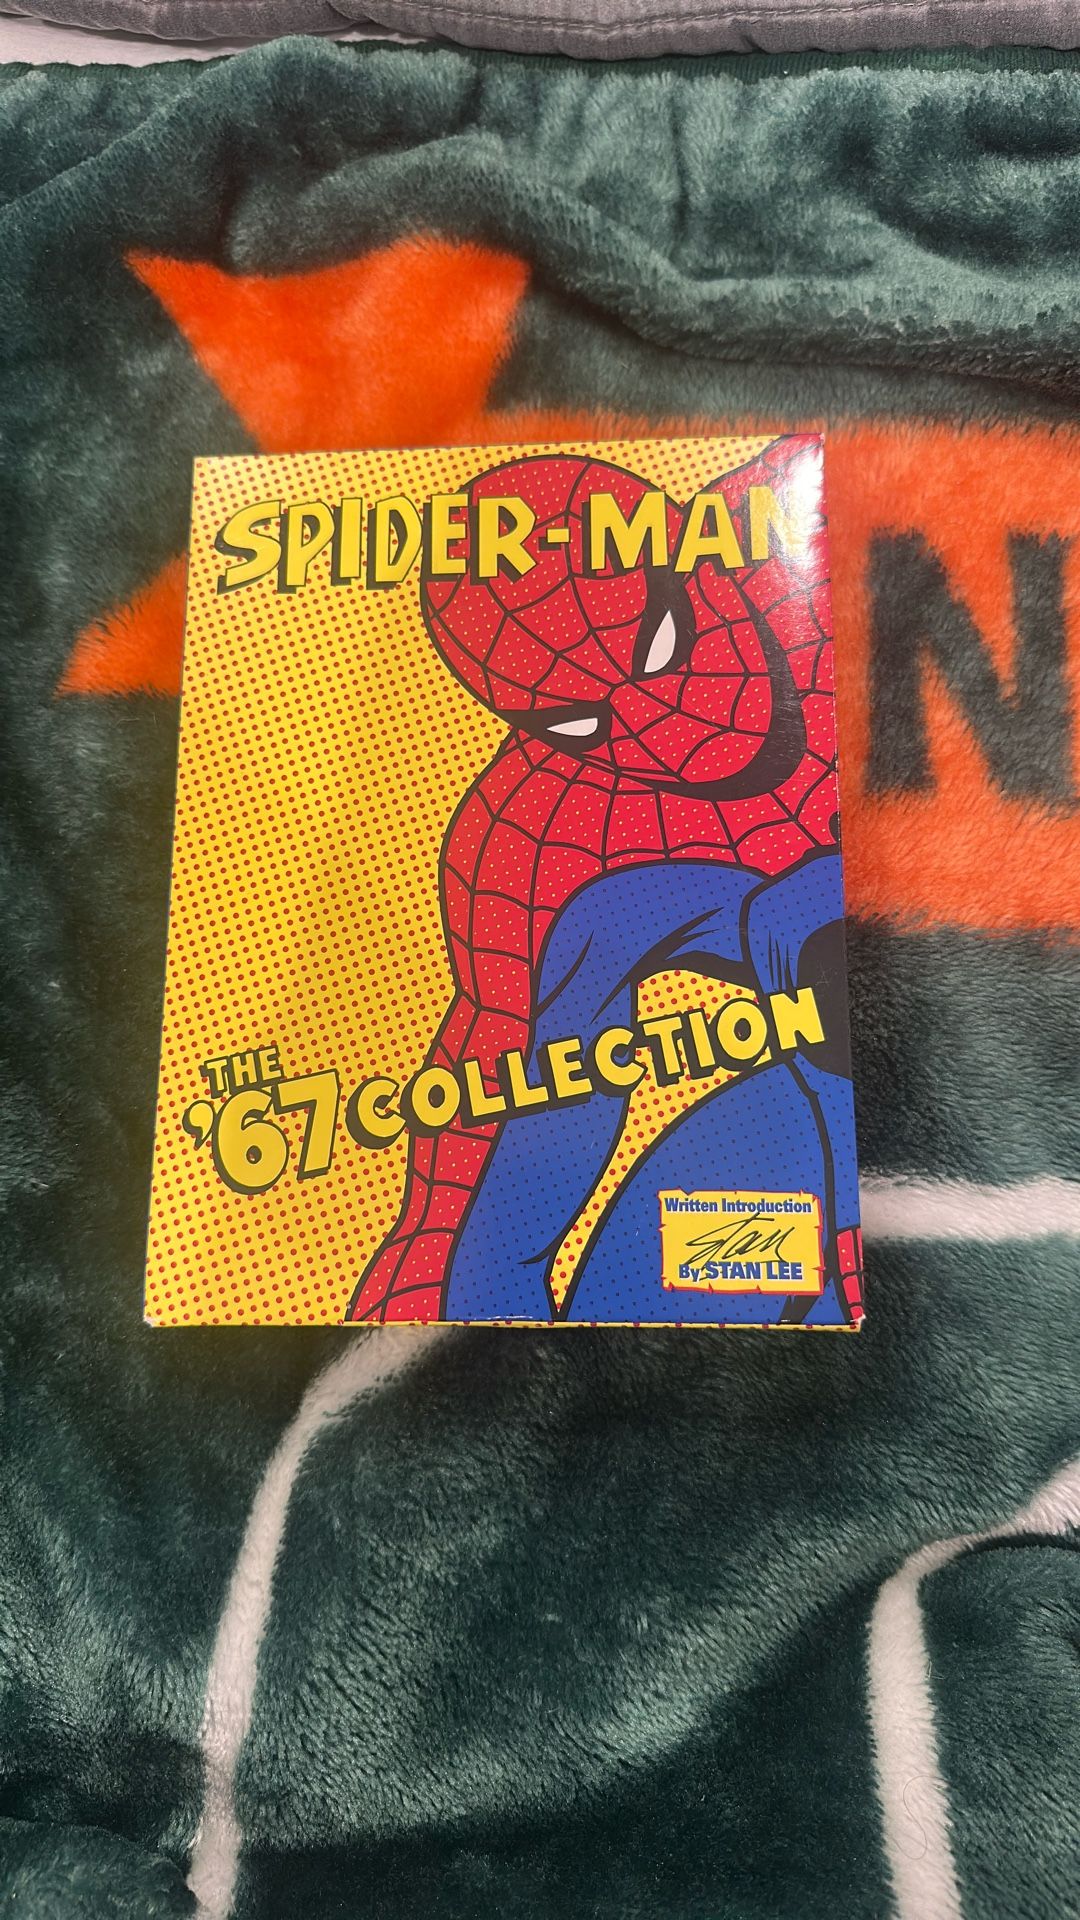 SPIDER-MAN
THE
'67 COLLECTION
Written Introduction
Stan
By STAN LEE
N